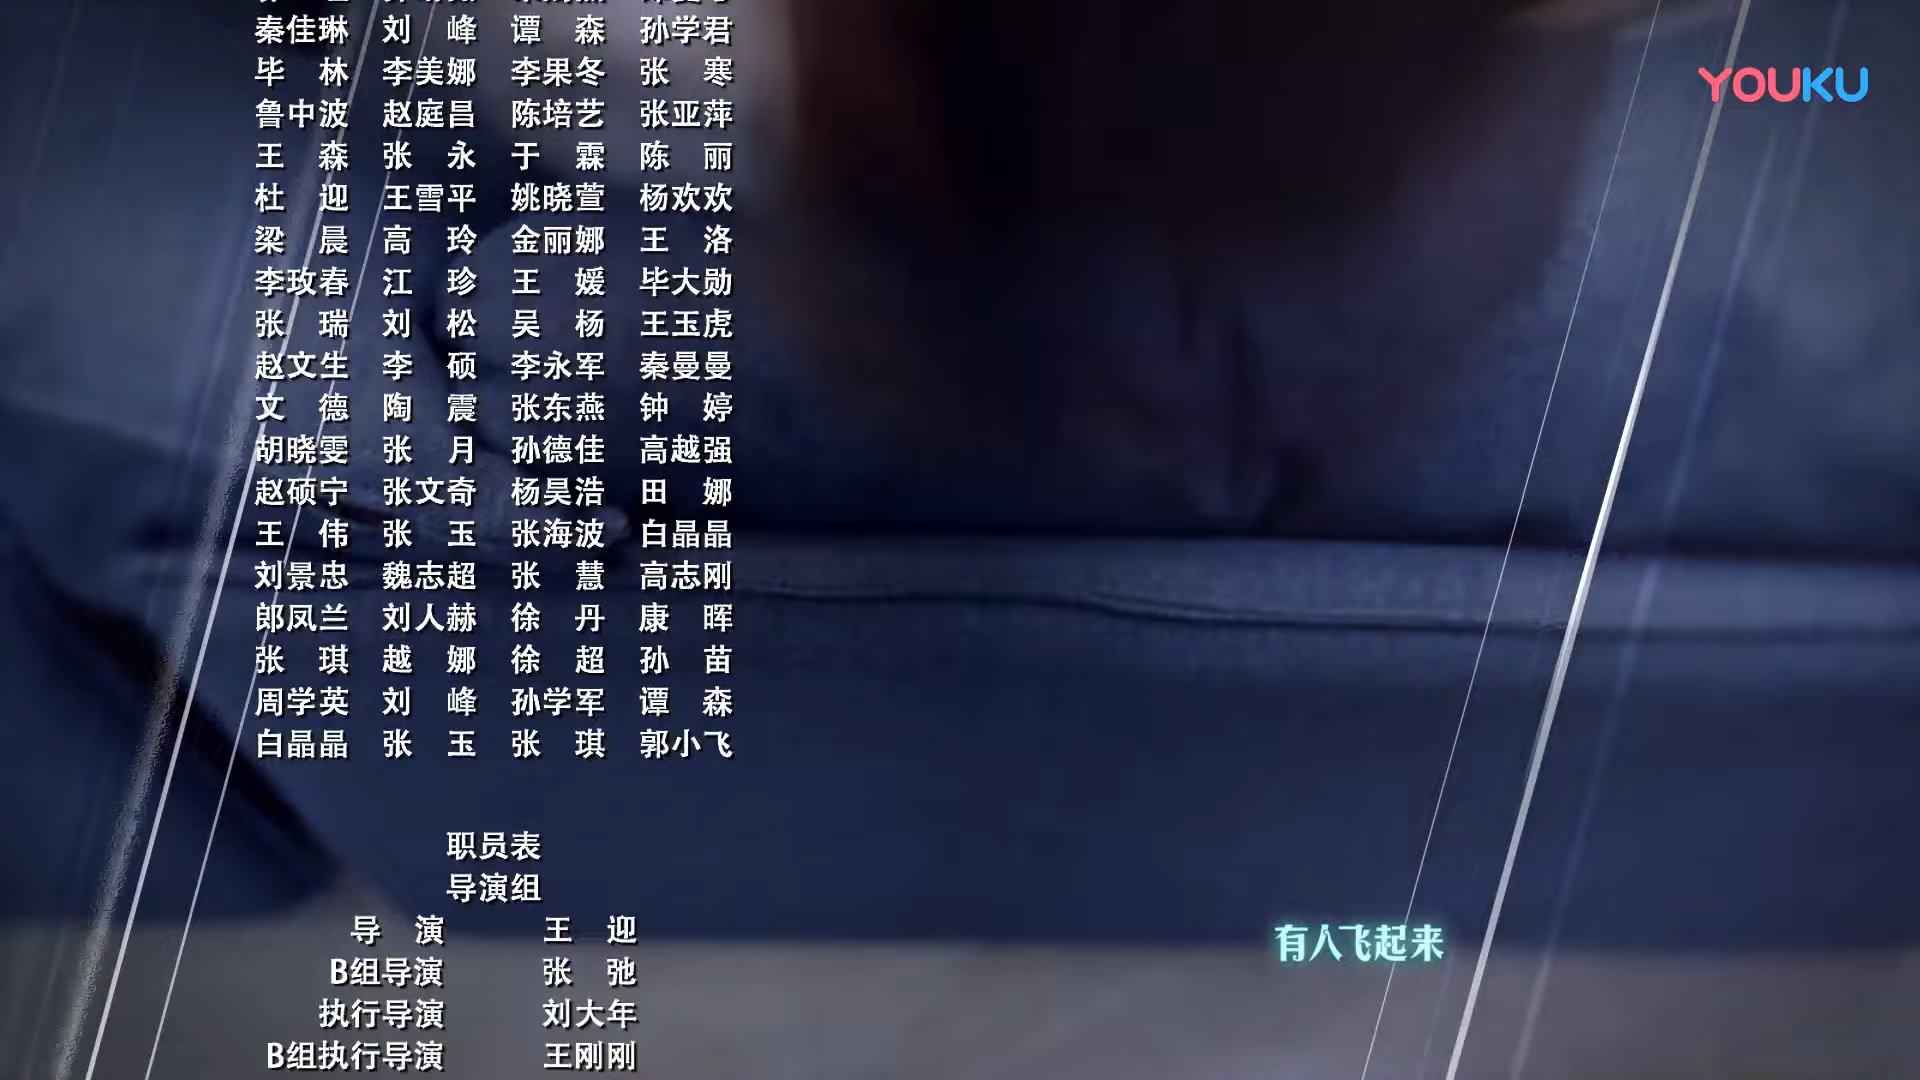 秦佳琳 刘 峰 谭 森 孙学君
YOUKU
毕 林 李美娜 李果冬 张 寒
鲁中波 赵庭昌 陈培艺 张亚萍
王 森 张 永 于 霖 陈 丽
杜 迎 王雪平 姚晓萱 杨欢欢
梁 晨 高 玲 金丽娜 王 洛
李玫春 江 珍 王 媛 毕大勋
张 瑞 刘 松 吴 杨 王玉虎
赵文生 李 硕 李永军 秦曼曼
文 德 陶 震 张东燕 钟 婷
胡晓雯 张 月 孙德佳 高越强
赵硕宁 张文奇 杨昊浩 田 娜
王 伟 张 玉 张海波 白晶晶
刘景忠 魏志超 张 慧 高志刚
郎凤兰 刘人赫 徐 丹 康 晖
张 琪 越 娜 徐 超 孙 苗
周学英 刘 峰 孙学军 谭 森
白晶晶 张 玉 张 琪 郭小飞
职员表
导演组
导 演 王 迎
B组导演 张 弛
执行导演 刘大年
B组执行导演 王刚刚
有人飞起来